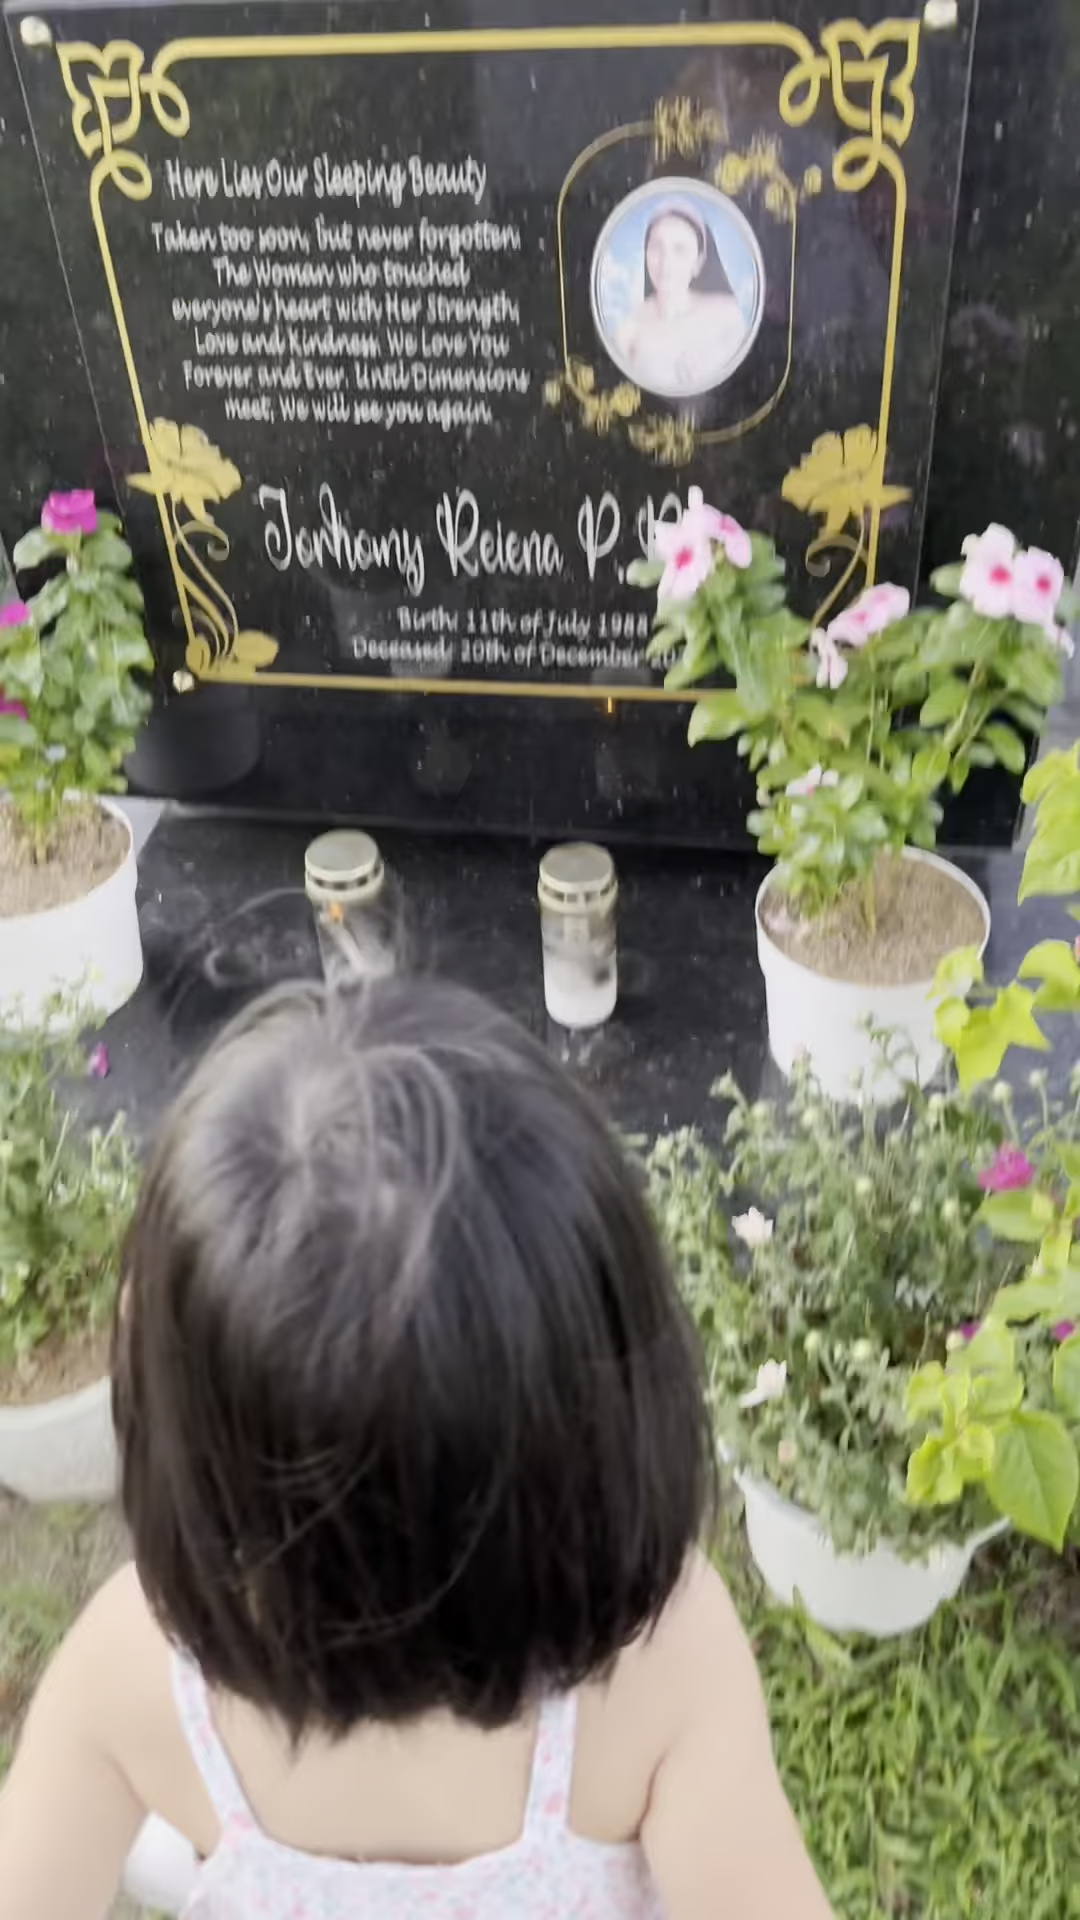 Here Lies Our Sleeping Beauty
Taken too soon, but never forgotten.
The Woman who touched
everyone's heart with Her Strength,
Love and Kindness. We Love You
Forever and Ever. Until Dimensions
meet, We will see you again.
Jorhomy Reiena P.
Birth: 11th of July 1988
Deceased: 20th of December